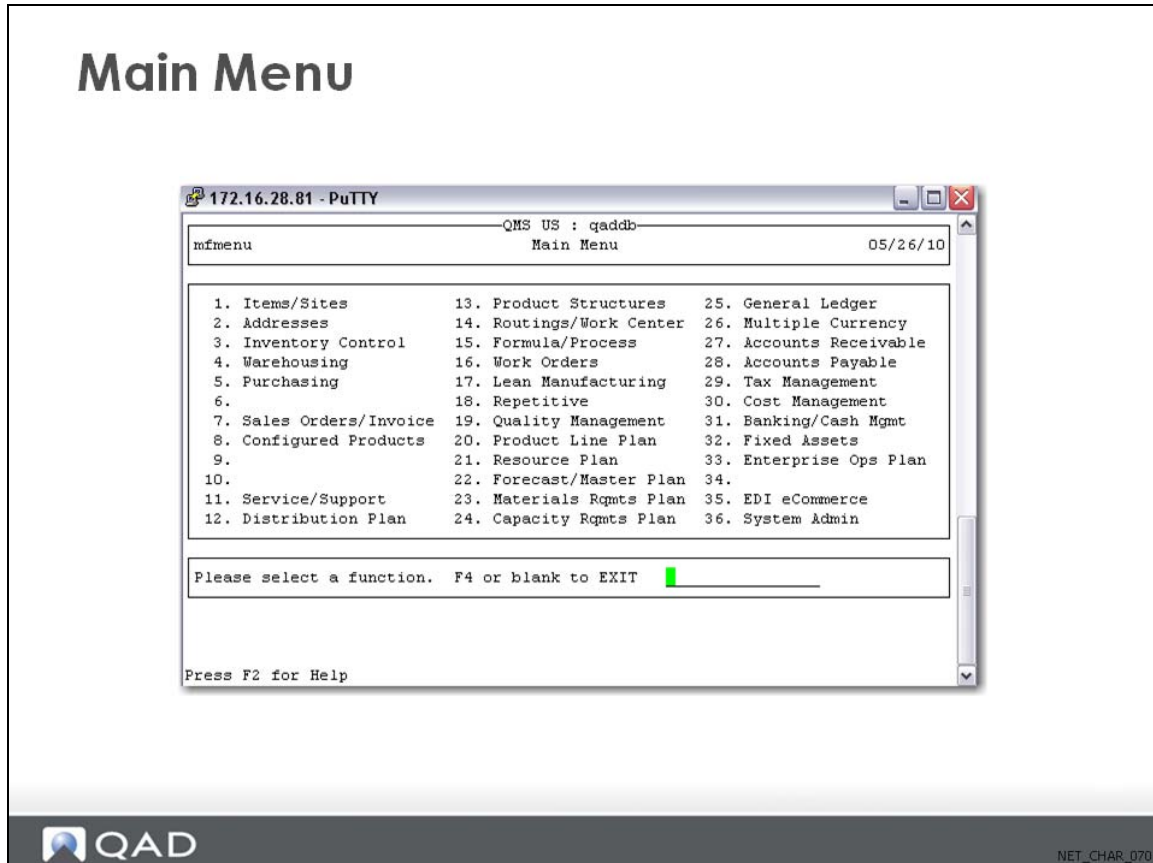 Main Menu
172.16.28.81 - PuTTY
QMS US : qaddb
mfmenu Main Menu 05/26/10
1. Items/Sites 13. Product Structures 25. General Ledger
2. Addresses 14. Routings/Work Center 26. Multiple Currency
3. Inventory Control 15. Formula/Process 27. Accounts Receivable
4. Warehousing 16. Work Orders 28. Accounts Payable
5. Purchasing 17. Lean Manufacturing 29. Tax Management
6. 18. Repetitive 30. Cost Management
7. Sales Orders/Invoice 19. Quality Management 31. Banking/Cash Mgmt
8. Configured Products 20. Product Line Plan 32. Fixed Assets
9. 21. Resource Plan 33. Enterprise Ops Plan
10. 22. Forecast/Master Plan 34.
11. Service/Support 23. Materials Rqmts Plan 35. EDI eCommerce
12. Distribution Plan 24. Capacity Rqmts Plan 36. System Admin
Please select a function. F4 or blank to EXIT
Press F2 for Help
QAD
NET_CHAR_070